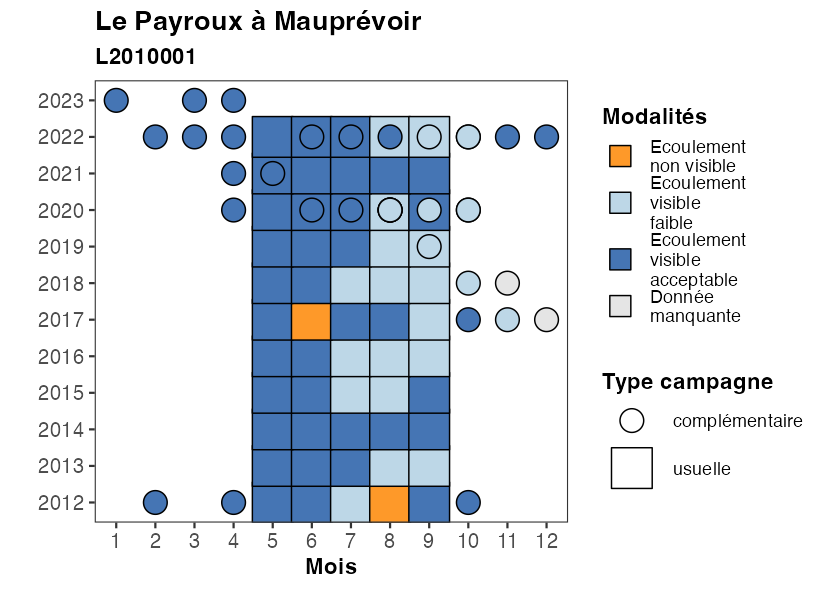 Le Payroux à Mauprévoir
L2010001
2023
2022
2021
2020
2019
2018
2017
2016
2015
2014
2013
2012
1 2 3 4 5 6 7 8 9 10 11 12
Mois
Modalités
Ecoulement
non visible
Ecoulement
visible
faible
Ecoulement
visible
acceptable
Donnée
manquante
Type campagne
complémentaire
usuelle